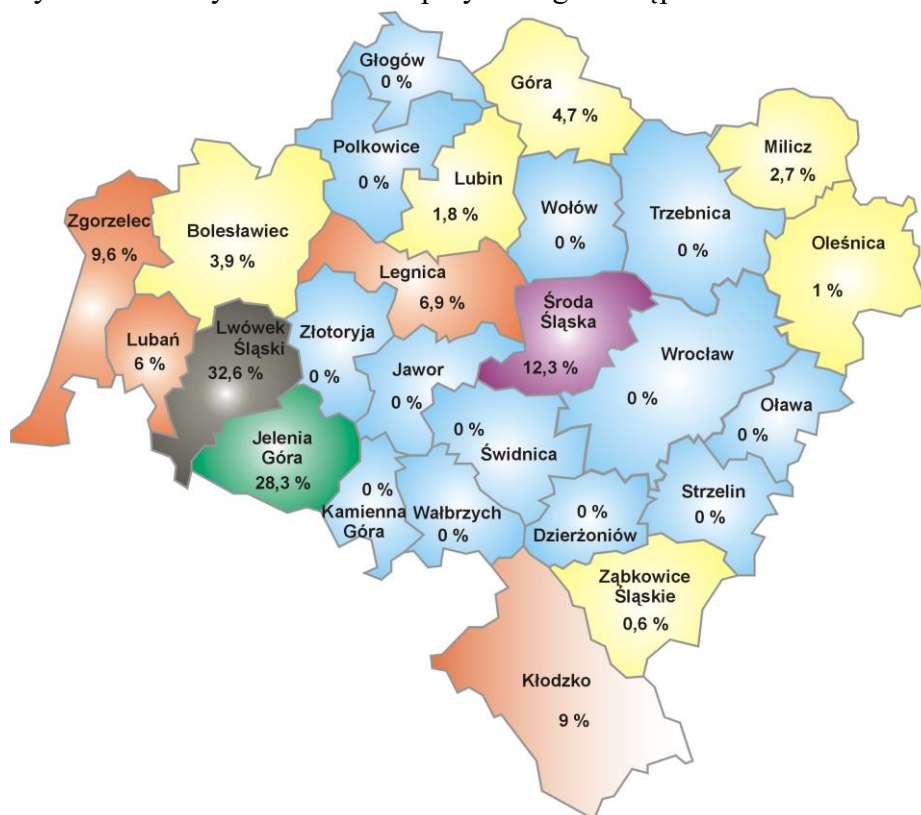 Głogów
0 %
Góra
4,7 %
Polkowice
0 %
Milicz
2,7 %
Lubin
1,8 %
Wołów
0 %
Trzebnica
0 %
Zgorzelec
9,6 %
Bolesławiec
3,9 %
Oleśnica
1 %
Legnica
6,9 %
Środa
Śląska
12,3 %
Lubań
6 %
Lwówek
Śląski
32,6 %
Złotoryja
0 %
Jawor
0 %
Wrocław
0 %
Oława
0 %
Jelenia
Góra
28,3 %
0 %
Świdnica
0 %
Kamienna
Góra
Wałbrzych
0 %
0 %
Dzierżoniów
Strzelin
0 %
Ząbkowice
Śląskie
0,6 %
Kłodzko
9 %